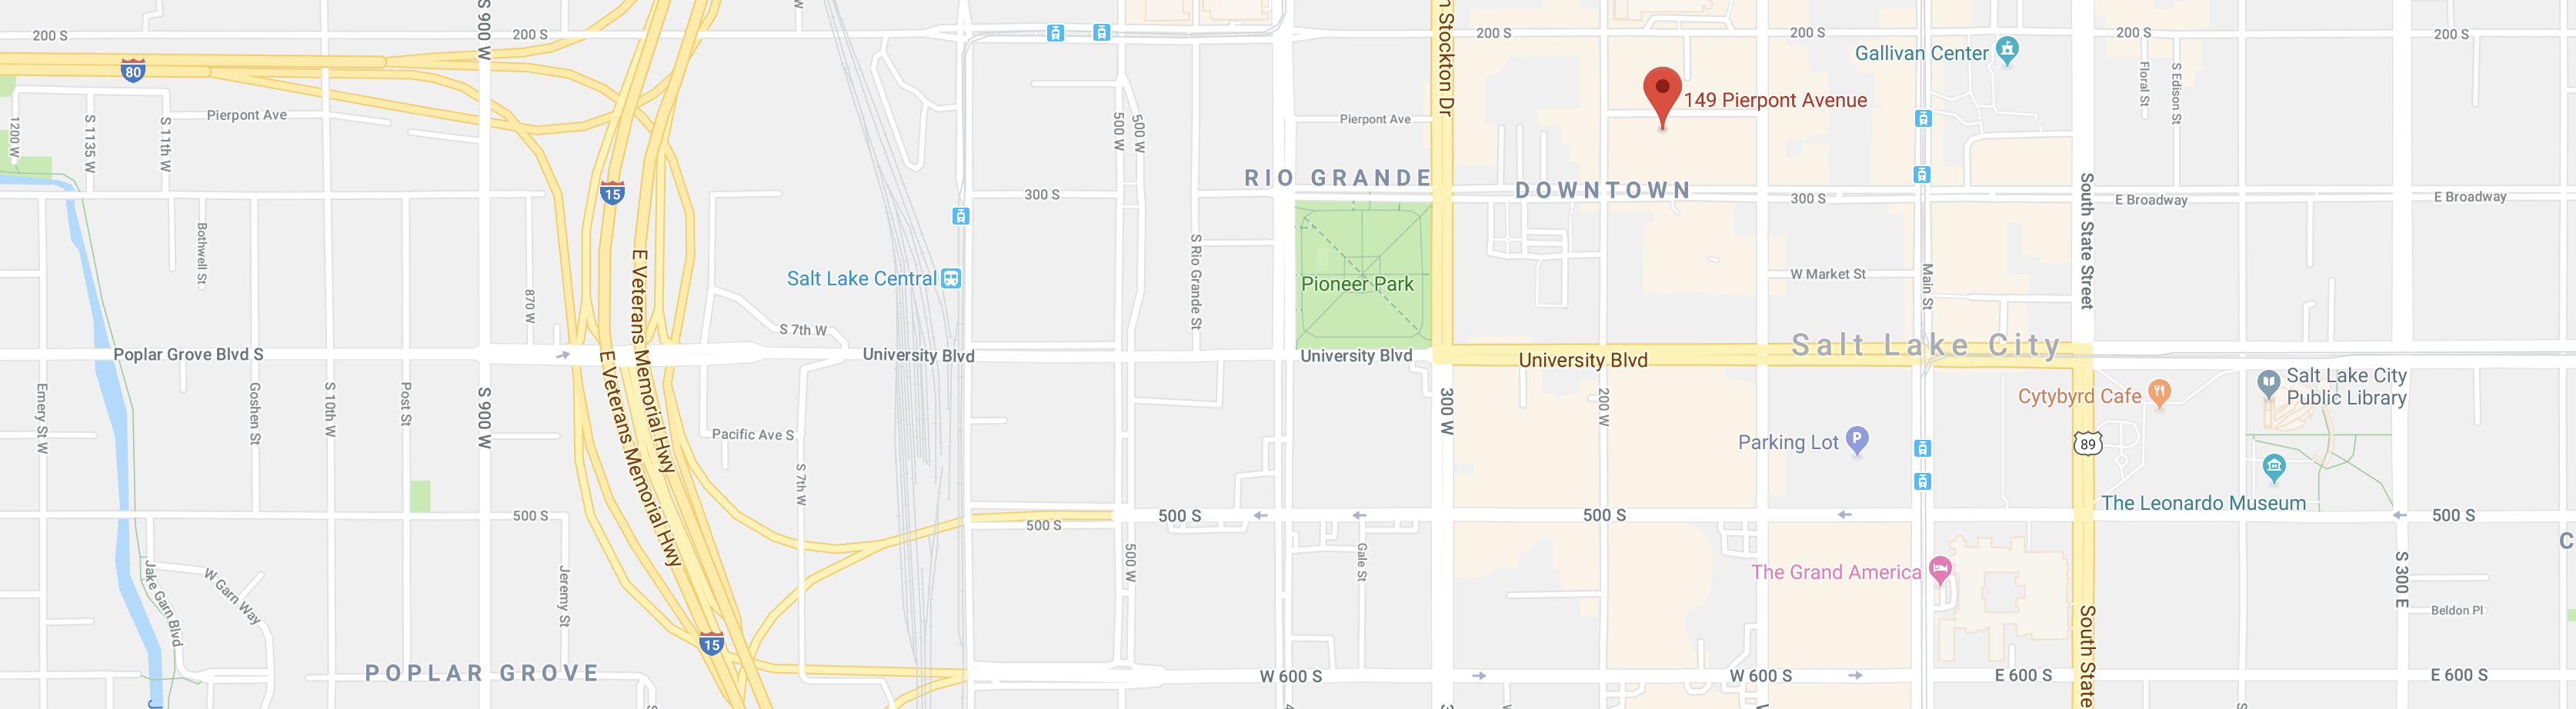 200 S
S 900 W
200 S
W
n Stockton Dr
200 S
200 S
200 S
200 S
Gallivan Center
80
149 Pierpont Avenue
Floral St
S Edison St
Pierpont Ave
1200 W
S 1135 W
S 11th W
500 W
500 W
Pierpont Ave
RIO GRANDE
DOWNTOWN
15
300 S
300 S
E Broadway
E Broadway
South State Street
Bothwell St
S Rio Grande St
E Veterans Memorial Hwy
Salt Lake Central
Pioneer Park
W Market St
Main St
870 W
S 7th W
Poplar Grove Blvd S
University Blvd
University Blvd
University Blvd
Salt Lake City
E Veterans Memorial Hwy
Emery St W
Goshen St
S 10th W
Post St
S 900 W
300 W
200 W
Cytybyrd Cafe
Salt Lake City
Public Library
Pacific Ave S
S 7th W
Parking Lot
P
89
The Leonardo Museum
500 S
500 S
500 S
500 S
500 S
C
Jake Garn Blvd
W Garn Way
Jeremy St
500 W
Gale St
The Grand America
S 300 E
Beldon Pl
15
POPLAR GROVE
W 600 S
W 600 S
E 600 S
South State
E 600 S